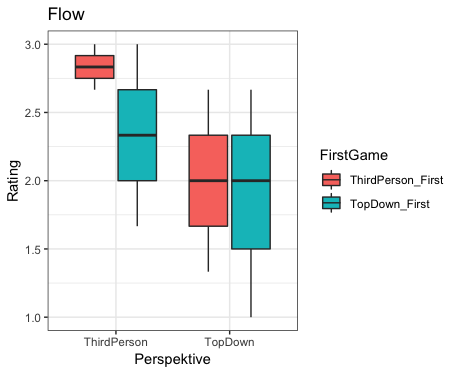 Flow
Rating
3.0
2.5
2.0
1.5
1.0
ThirdPerson
TopDown
Perspektive
FirstGame
ThirdPerson_First
TopDown_First